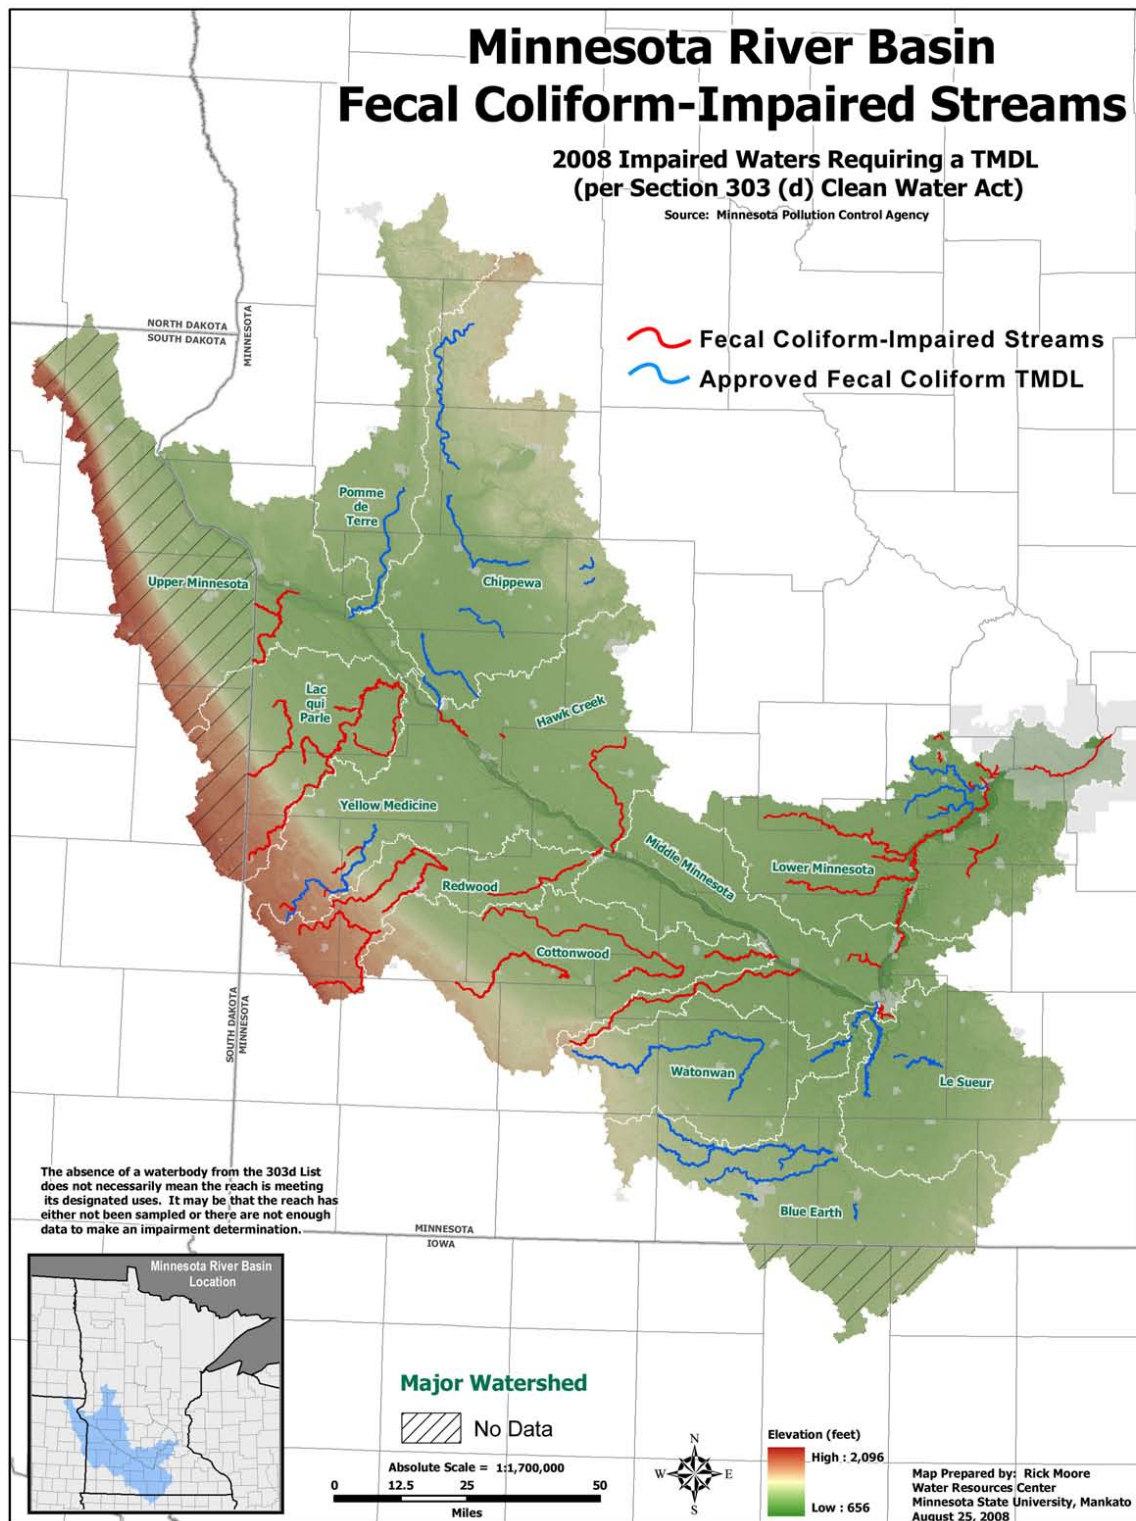 Minnesota River Basin
Fecal Coliform-Impaired Streams
2008 Impaired Waters Requiring a TMDL
(per Section 303 (d) Clean Water Act)
Source: Minnesota Pollution Control Agency
NORTH DAKOTA
SOUTH DAKOTA
MINNESOTA
Fecal Coliform-Impaired Streams
Approved Fecal Coliform TMDL
Pomme
de
Terre
Upper Minnesota
Chippewa
Lac
qui
Parle
Hawk Creek
Yellow Medicine
Middle Minnesota
Lower Minnesota
Redwood
Cottonwood
SOUTH DAKOTA
MINNESOTA
Watonwan
Le Sueur
Blue Earth
The absence of a waterbody from the 303d List
does not necessarily mean the reach is meeting
its designated uses. It may be that the reach has
either not been sampled or there are not enough
data to make an impairment determination.
MINNESOTA
IOWA
Minnesota River Basin
Location
Major Watershed
No Data
Absolute Scale = 1:1,700,000
0 12.5 25 50
Miles
N
W E
S
Elevation (feet)
High : 2,096
Low : 656
Map Prepared by: Rick Moore
Water Resources Center
Minnesota State University, Mankato
August 25, 2008